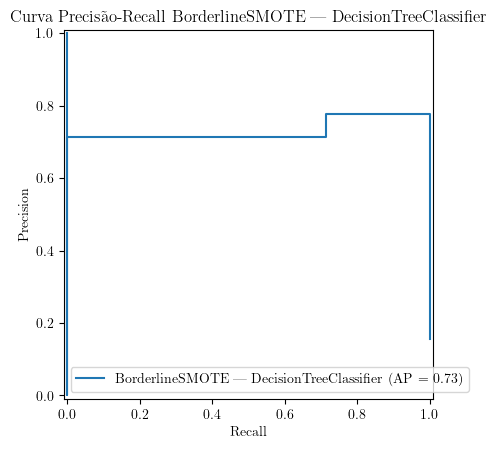 Curva Precisão-Recall BorderlineSMOTE — DecisionTreeClassifier
1.0
0.8
0.6
0.4
0.2
0.0
Precision
BorderlineSMOTE — DecisionTreeClassifier (AP = 0.73)
0.0 0.2 0.4 0.6 0.8 1.0
Recall